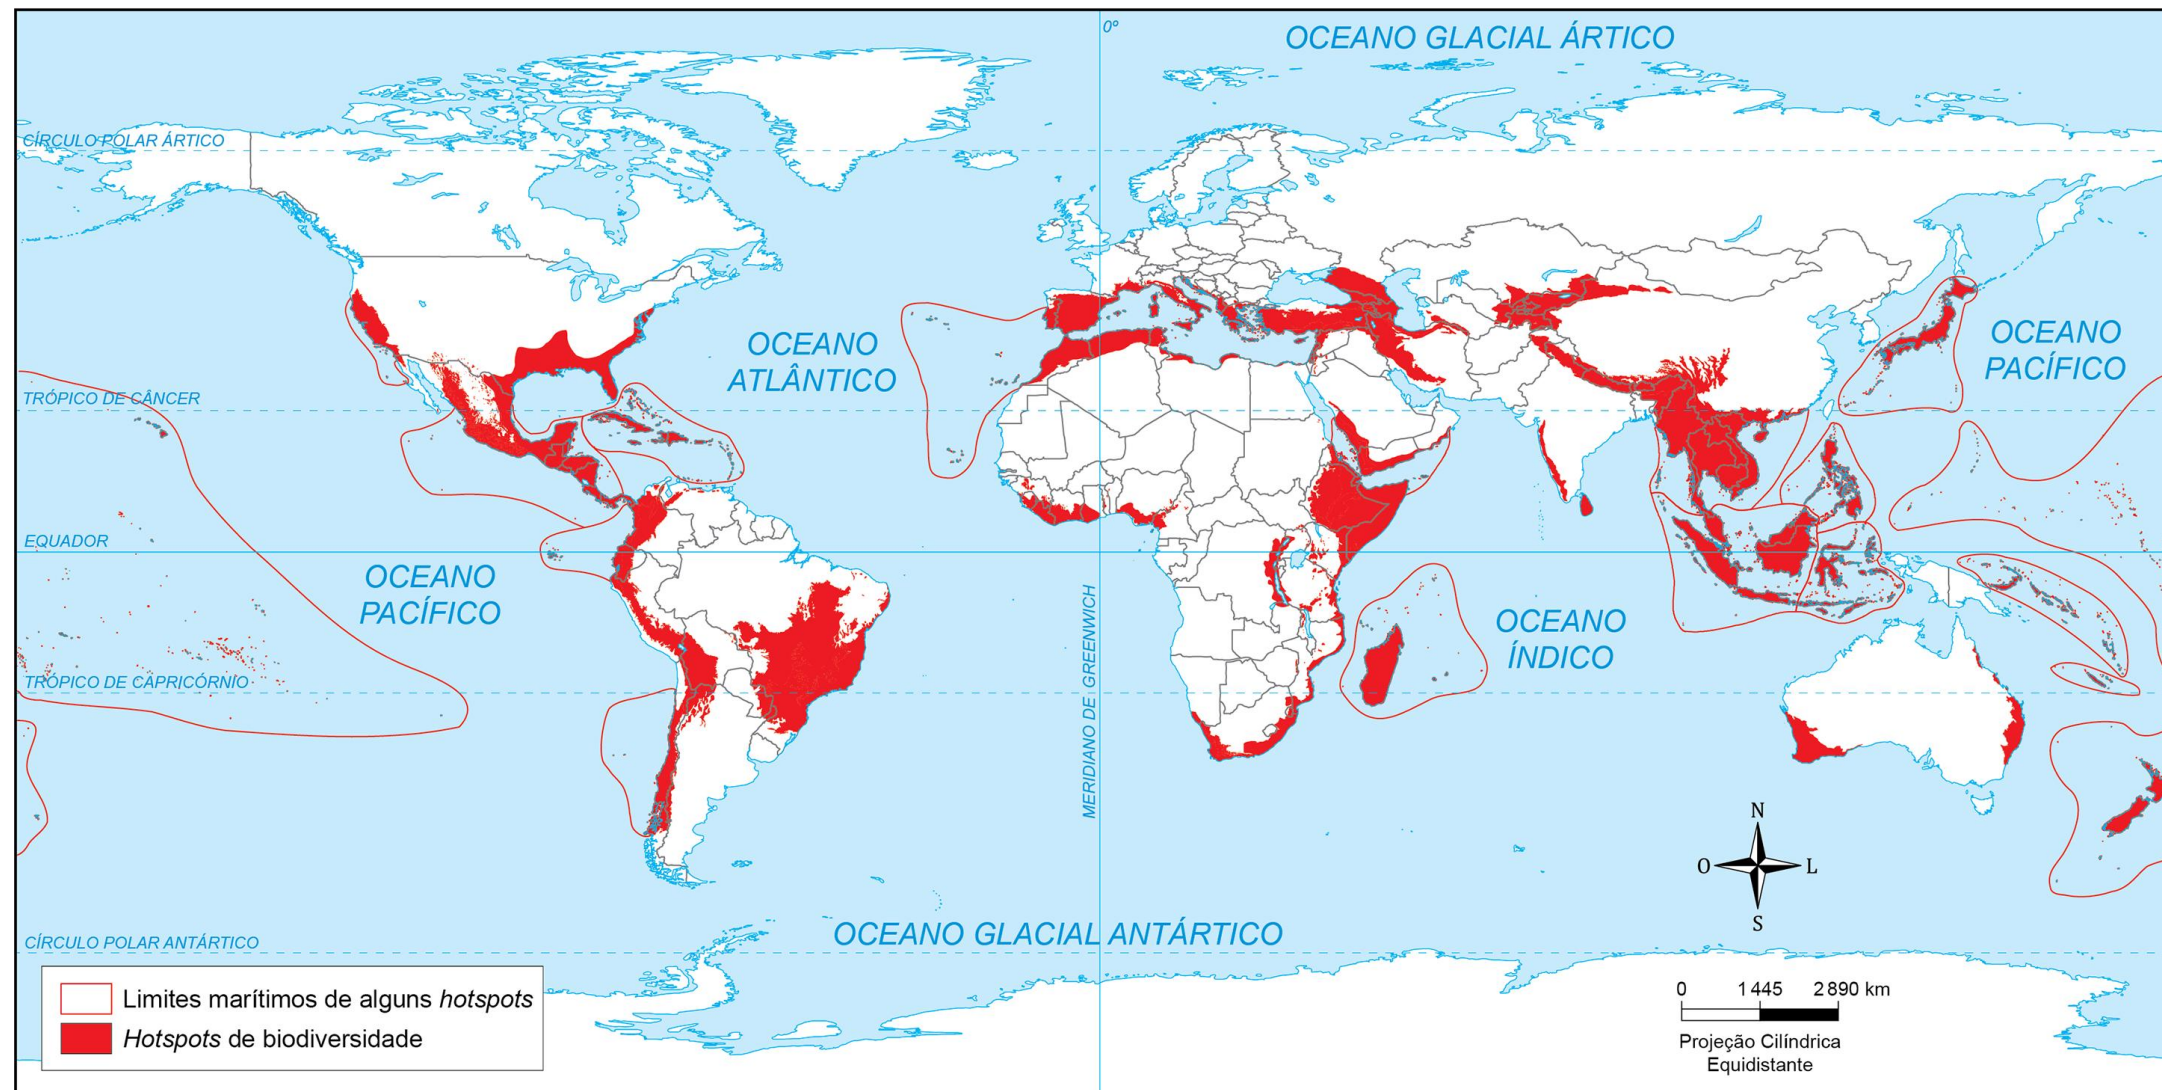 0º
OCEANO GLACIAL ÁRTICO
CÍRCULO POLAR ÁRTICO
OCEANO
ATLÂNTICO
OCEANO
PACÍFICO
TRÓPICO DE CÂNCER
EQUADOR
OCEANO
PACÍFICO
MERIDIANO DE GREENWICH
OCEANO
ÍNDICO
TRÓPICO DE CAPRICÓRNIO
N
O
L
S
OCEANO GLACIAL ANTÁRTICO
CÍRCULO POLAR ANTÁRTICO
Limites marítimos de alguns hotspots
Hotspots de biodiversidade
0 1 445 2 890 km
Projeção Cilíndrica
Equidistante